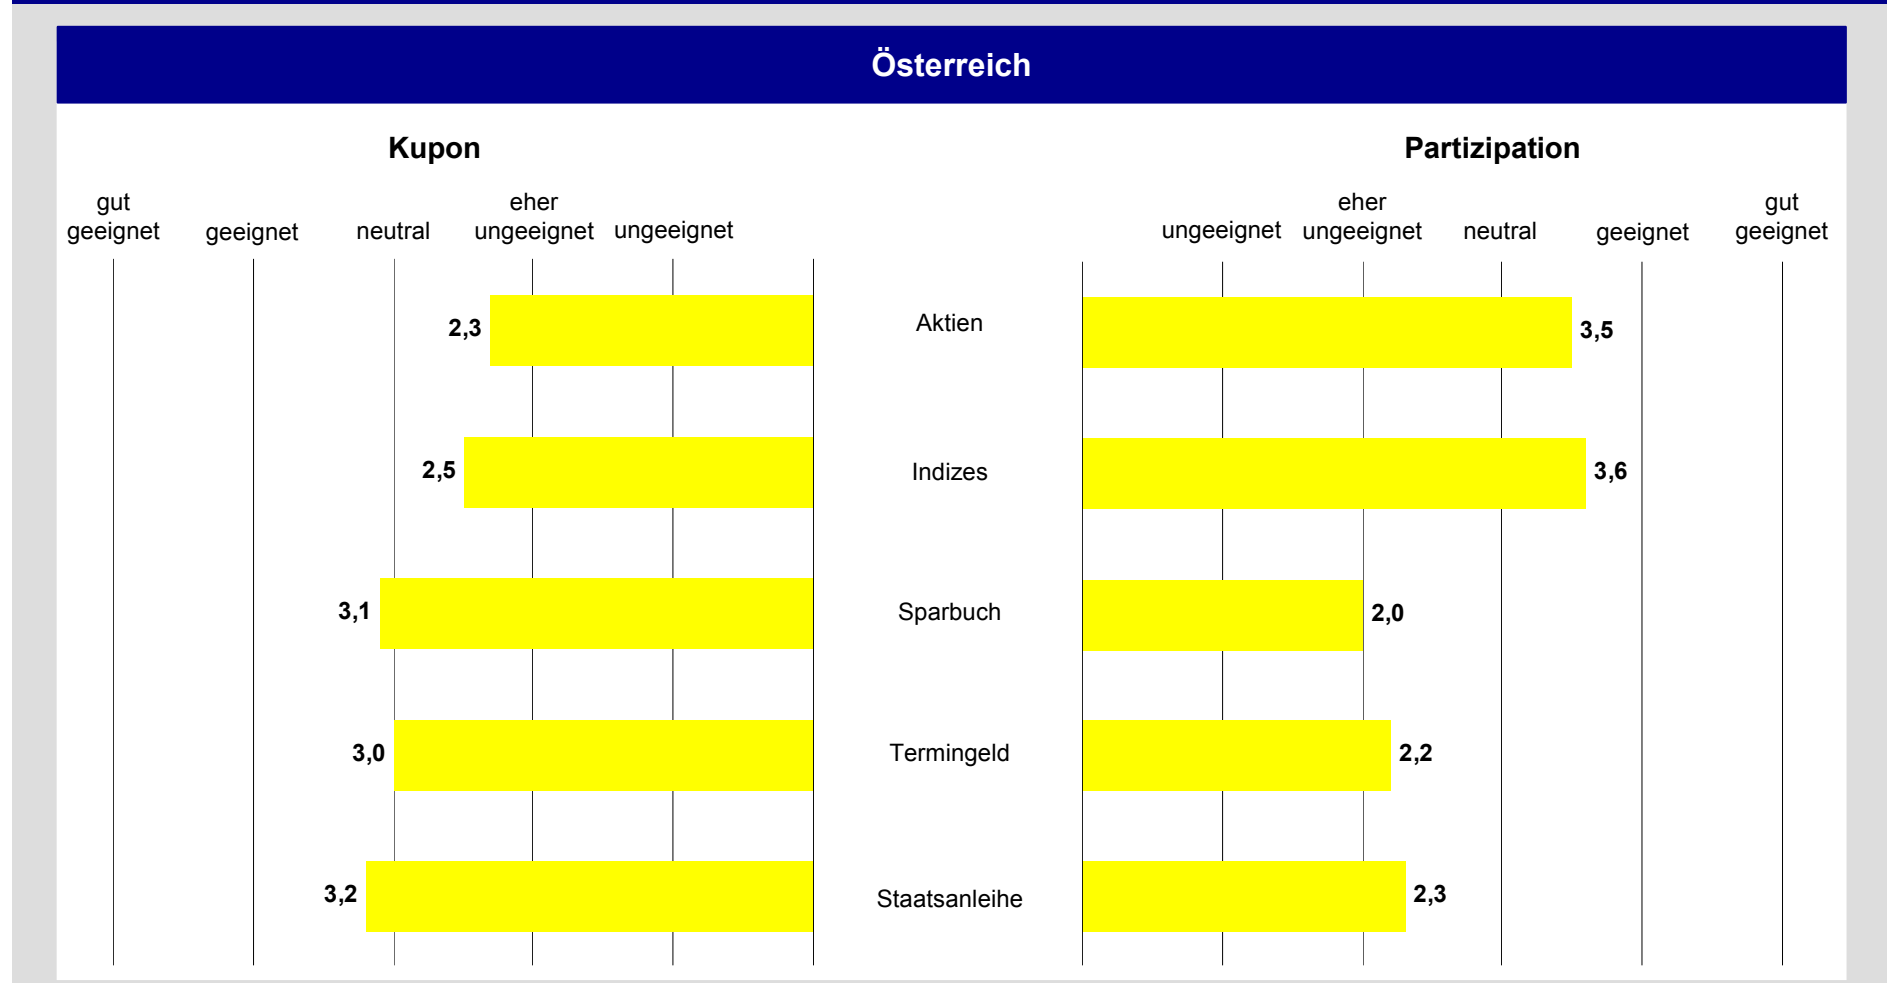 Österreich
Kupon
Partizipation
gut
geeignet
geeignet
neutral
eher
ungeeignet
ungeeignet
ungeeignet
eher
ungeeignet
neutral
geeignet
gut
geeignet
2,3
Aktien
3,5
2,5
Indizes
3,6
3,1
Sparbuch
2,0
3,0
Termingeld
2,2
3,2
Staatsanleihe
2,3